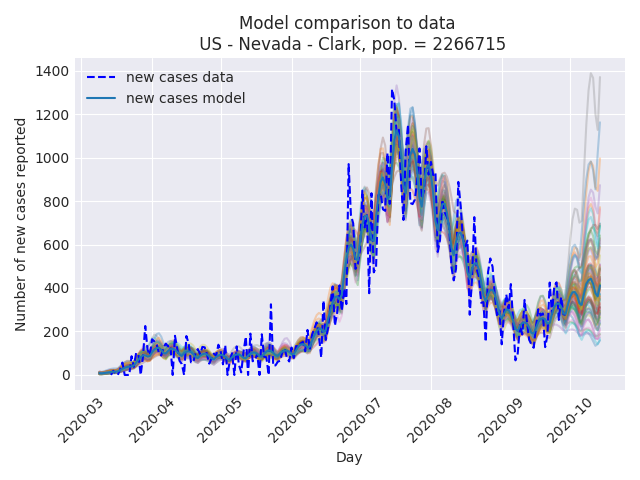 Model comparison to data
US - Nevada - Clark, pop. = 2266715
new cases data
new cases model
Number of new cases reported
1400
1200
1000
800
600
400
200
0
2020-03
2020-04
2020-05
2020-06
2020-07
2020-08
2020-09
2020-10
Day